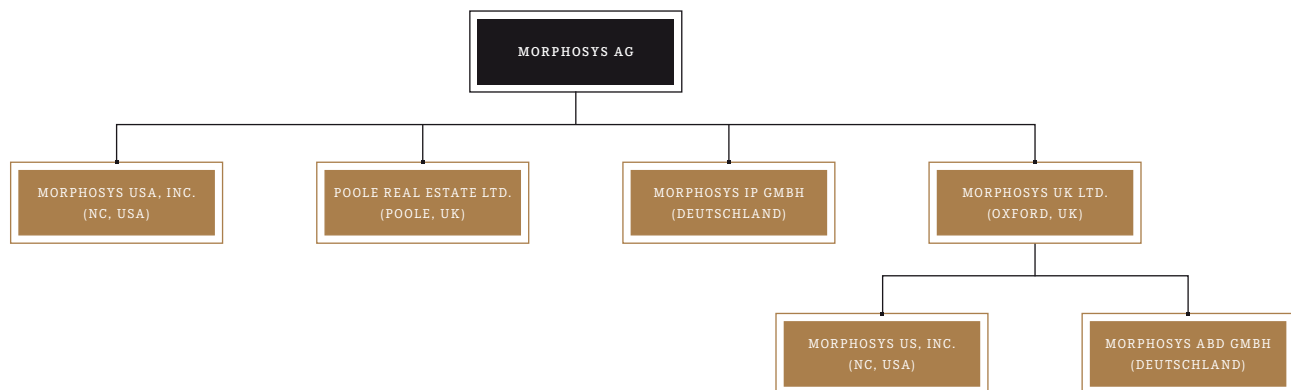 MORPHOSYS AG
MORPHOSYS USA, INC.
(NC, USA)
POOLE REAL ESTATE LTD.
(POOLE, UK)
MORPHOSYS IP GMBH
(DEUTSCHLAND)
MORPHOSYS UK LTD.
(OXFORD, UK)
MORPHOSYS US, INC.
(NC, USA)
MORPHOSYS ABD GMBH
(DEUTSCHLAND)